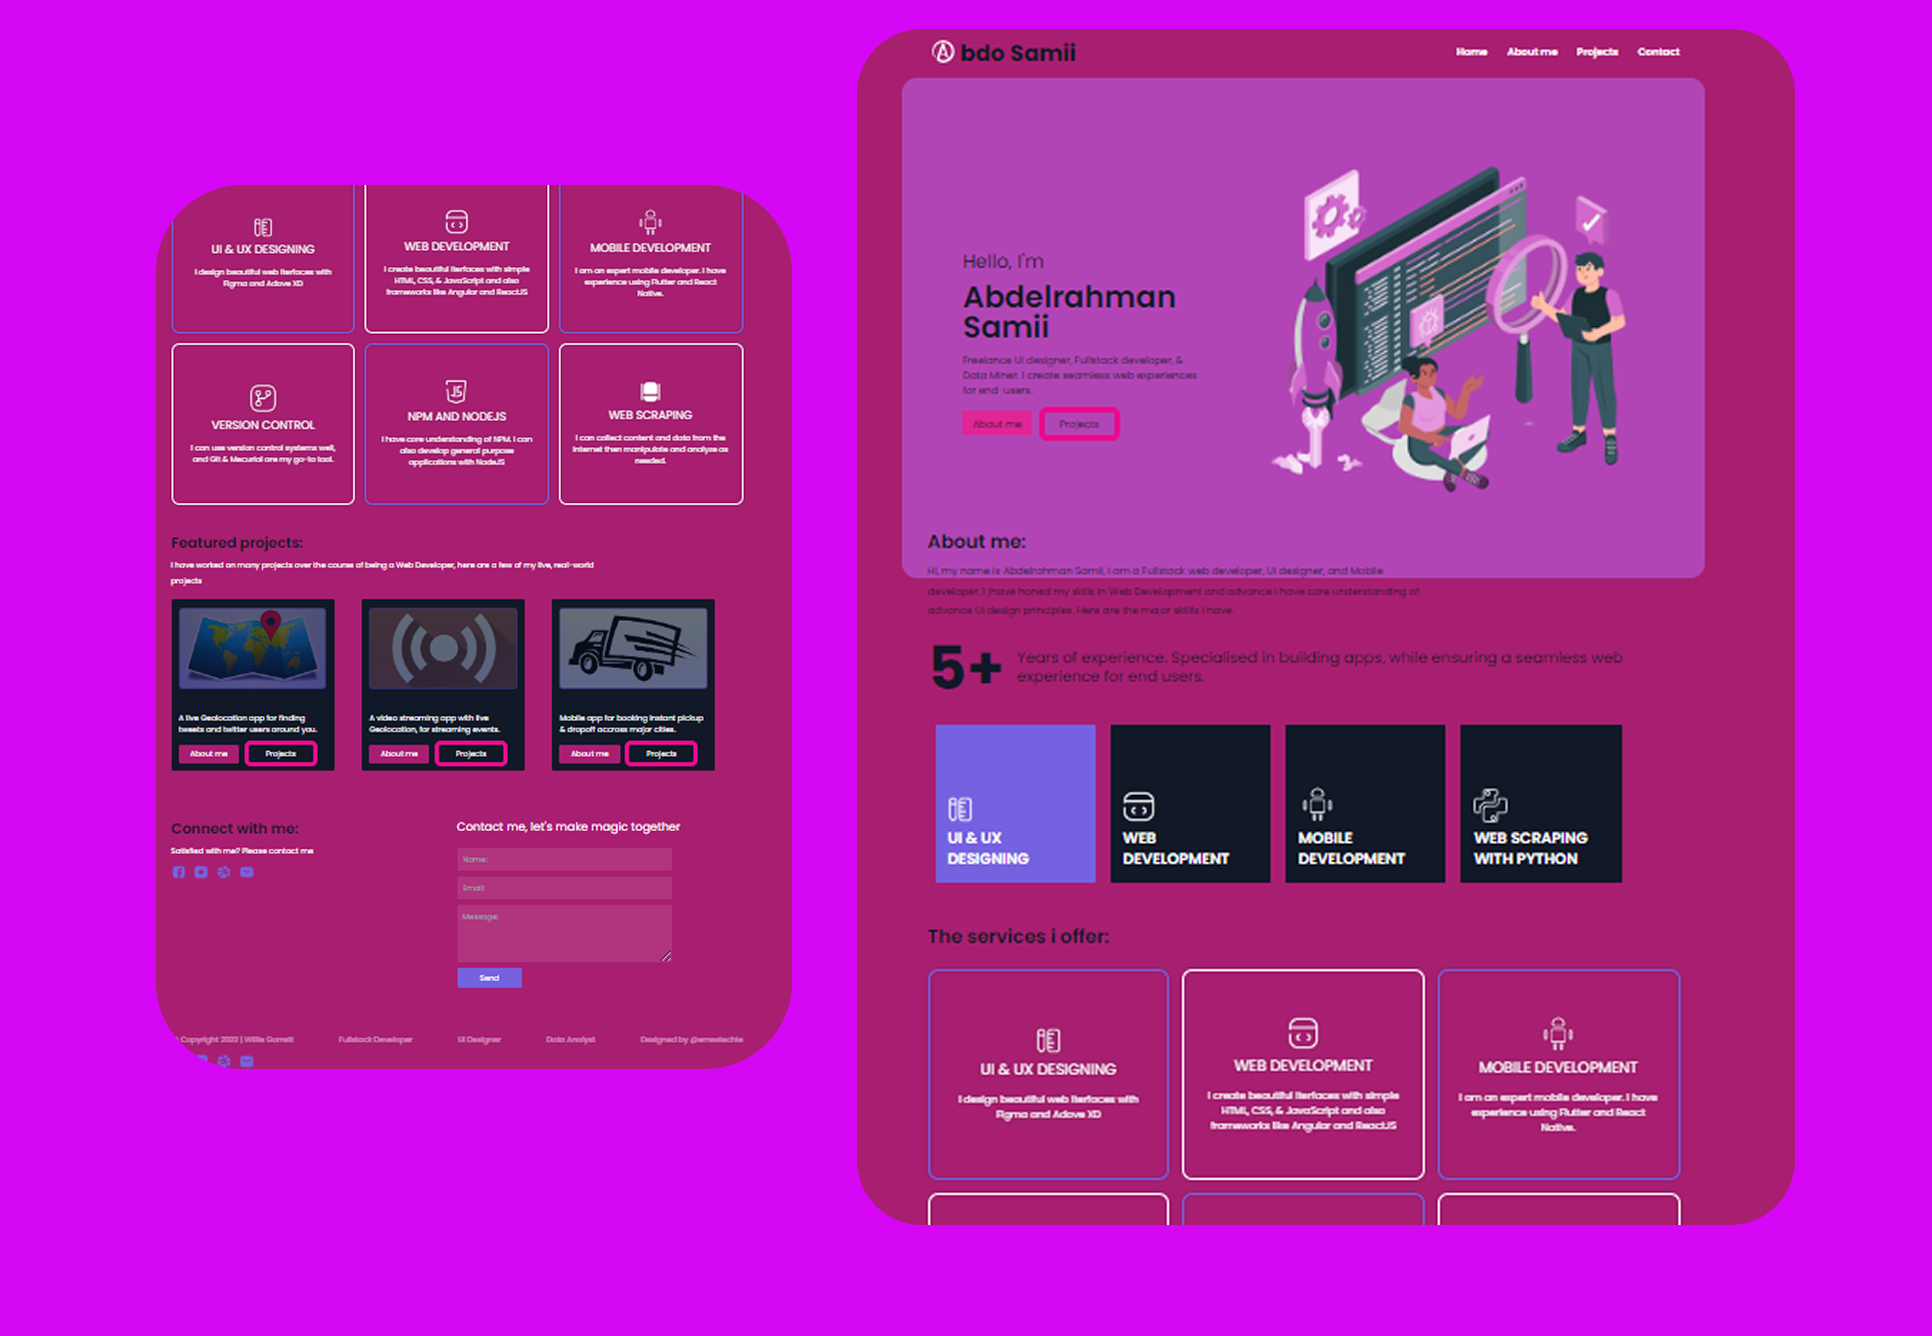 UI & UX DESIGNING
I design beautiful web iterfaces with
Figma and Adove XD
WEB DEVELOPMENT
I create beautiful iterfaces with simple
HTML, CSS, & JavaScript and also
frameworks like Angular and ReactJS
MOBILE DEVELOPMENT
I am an expert mobile developer. I have
experience using Flutter and React
Native.
VERSION CONTROL
I can use version control systems well,
and Git & Mecurial are my go-to tool.
NPM AND NODEJS
I have core understanding of NPM. I can
also develop general purpose
applications with NodeJS
WEB SCRAPING
I can collect content and data from the
internet then manipulate and analyze as
needed.
Featured projects:
I have worked on many projects over the course of being a Web Developer, here are a few of my live, real-world
projects
A live Geolocation app for finding
tweets and twitter users around you.
About me
Projects
A video streaming app with live
Geolocation, for streaming events.
About me
Projects
Mobile app for booking instant pickup
& dropoff accross major cities.
About me
Projects
Connect with me:
Satisfied with me? Please contact me
Contact me, let's make magic together
Name:
Email:
Message:
Send
Copyright 2022 | Willie Garrett
Fullstack Developer
UI Designer
Data Analyst
Designed by @ernestechie
A bdo Samii
Home
About me
Projects
Contact
Hello, I'm
Abdelrahman
Samii
Freelance UI designer, Fullstack developer, &
Data Miner. I create seamless web experiences
for end-users.
About me
Projects
About me:
Hi, my name is Abdelrahman Samii, I am a Fullstack web developer, UI designer, and Mobile
developer. I |have honed my skills in Web Development and advance I have core understanding of
advance UI design principles. Here are the major skills I have.
5+
Years of experience. Specialised in building apps, while ensuring a seamless web
experience for end users.
UI & UX
DESIGNING
WEB
DEVELOPMENT
MOBILE
DEVELOPMENT
WEB SCRAPING
WITH PYTHON
The services i offer:
UI & UX DESIGNING
I design beautiful web iterfaces with
Figma and Adove XD
WEB DEVELOPMENT
I create beautiful iterfaces with simple
HTML, CSS, & JavaScript and also
frameworks like Angular and ReactJS
MOBILE DEVELOPMENT
I am an expert mobile developer. I have
experience using Flutter and React
Native.